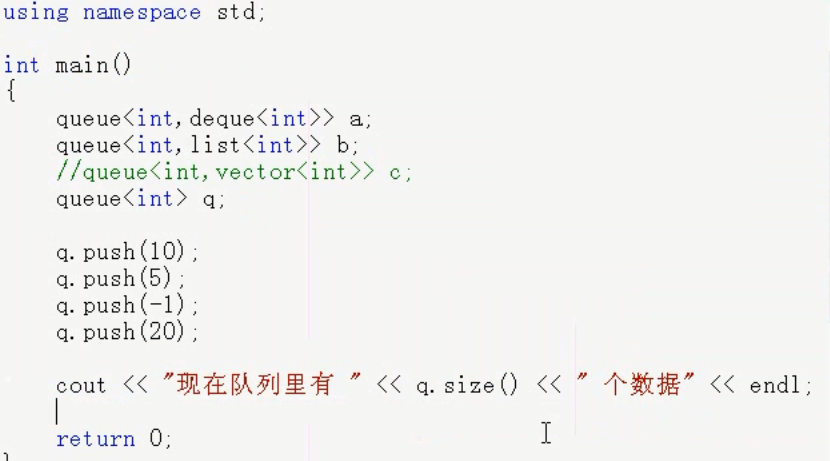 using namespace std;
int main()
{
queue<int,deque<int>> a;
queue<int,list<int>> b;
//queue<int,vector<int>> c;
queue<int> q;
q.push(10);
q.push(5);
q.push(-1);
q.push(20);
cout << "现在队列里有 " << q.size() << " 个数据" << endl;
return 0;